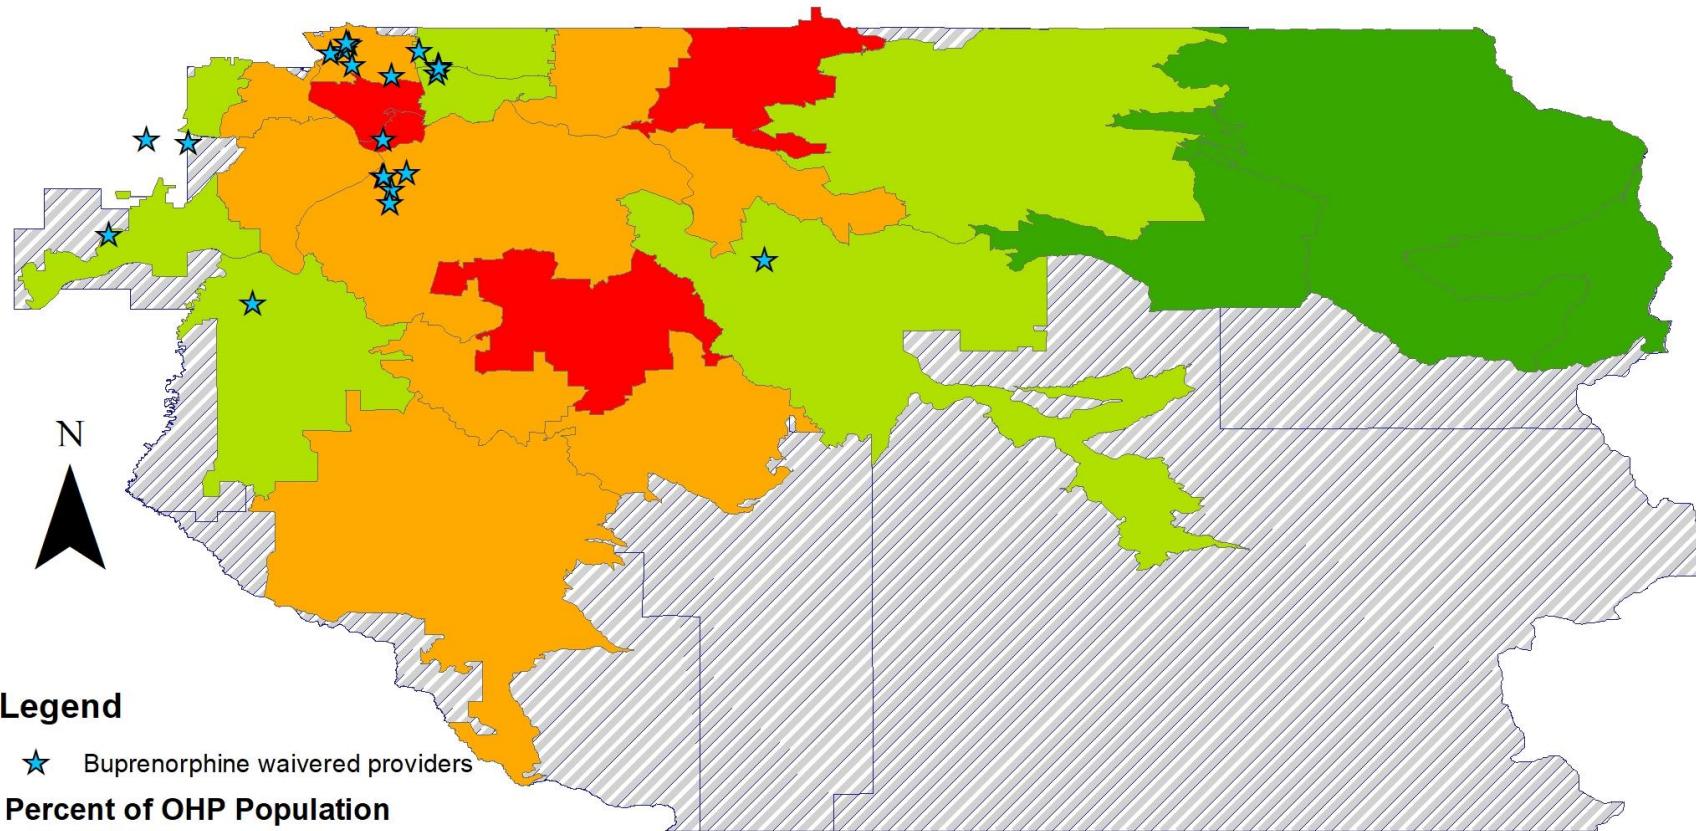 N
Legend
Buprenorphine waivered providers
Percent of OHP Population